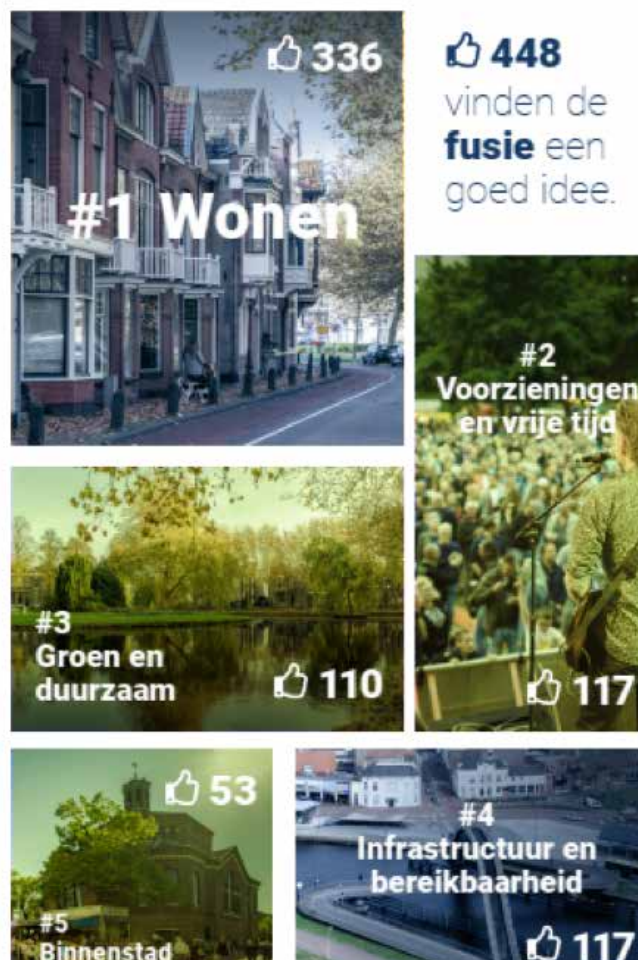 336
#1 Wonen
448
vinden de
fusie een
goed idee.
#2
Voorzieningen
en vrije tijd
117
#3
Groen en
duurzaam
110
53
#5
Binnenstad
#4
Infrastructuur en
bereikbaarheid
117